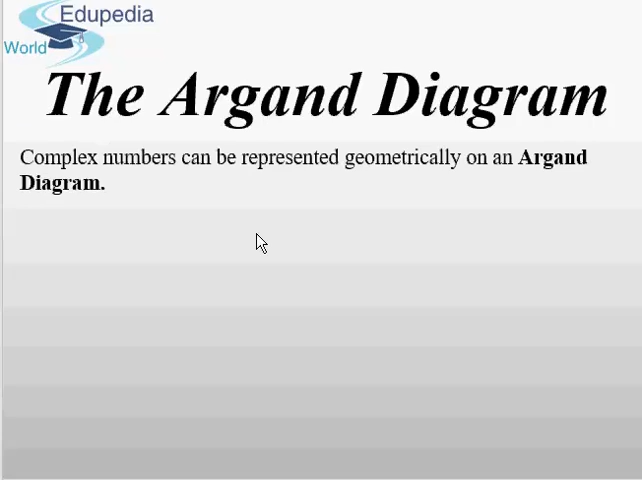 Edupedia
World
The Argand Diagram
Complex numbers can be represented geometrically on an Argand
Diagram.